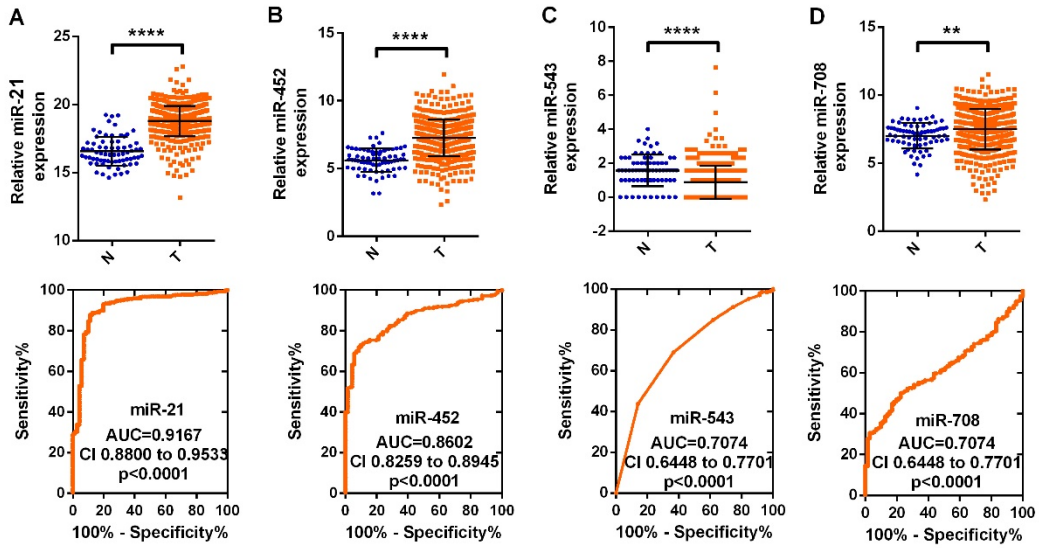 A
Relative miR-21
expression
25
20
15
10
****
N
T
B
Relative miR-452
expression
15
10
5
0
****
N
T
C
Relative miR-543
expression
10
8
6
4
2
0
-2
****
N
T
D
Relative miR-708
expression
15
10
5
0
**
N
T
Sensitivity%
100
80
60
40
20
0
miR-21
AUC=0.9167
CI 0.8800 to 0.9533
p<0.0001
0 20 40 60 80 100
100% - Specificity%
Sensitivity%
100
80
60
40
20
0
miR-452
AUC=0.8602
CI 0.8259 to 0.8945
p<0.0001
0 20 40 60 80 100
100% - Specificity%
Sensitivity%
100
80
60
40
20
0
miR-543
AUC=0.7074
CI 0.6448 to 0.7701
p<0.0001
0 20 40 60 80 100
100% - Specificity%
Sensitivity%
100
80
60
40
20
0
miR-708
AUC=0.7074
CI 0.6448 to 0.7701
p<0.0001
0 20 40 60 80 100
100% - Specificity%